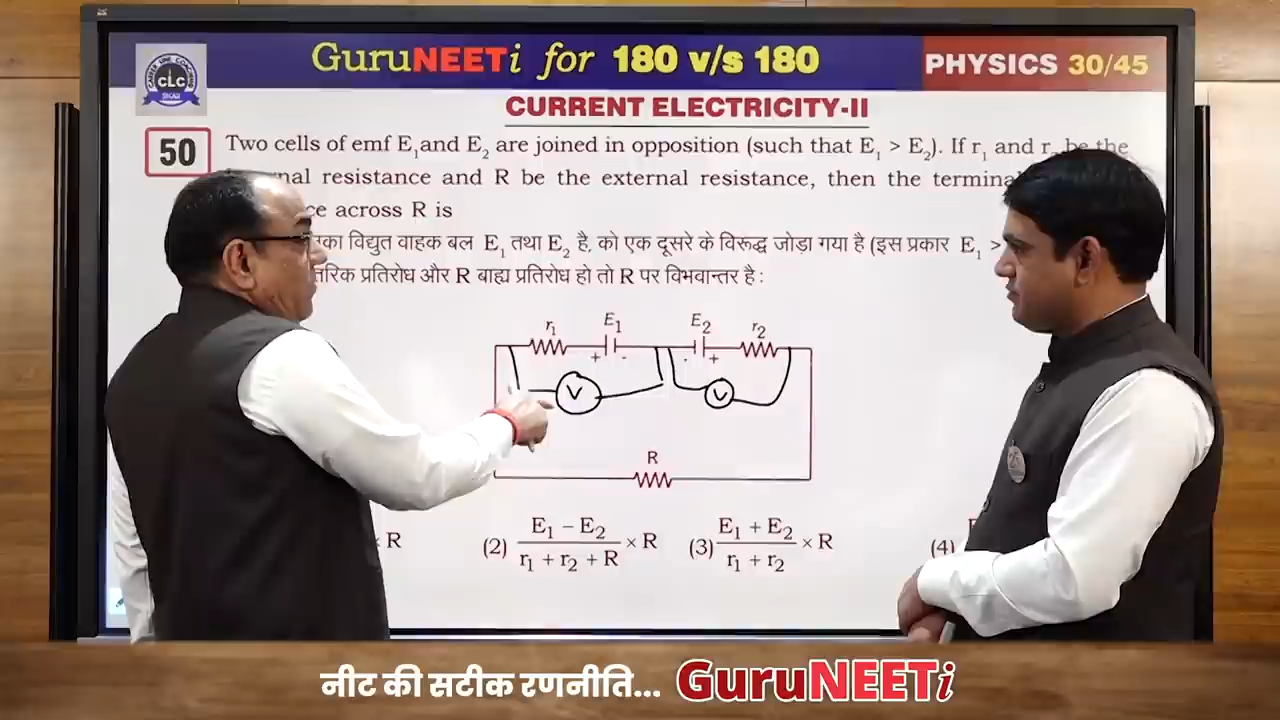 GuruNEETi for 180 v/s 180
PHYSICS 30/45
CLC
SIKAR
CURRENT ELECTRICITY-II
50
Two cells of emf E₁and E₂ are joined in opposition (such that E₁ > E₂). If r₁ and r₂ be the
nal resistance and R be the external resistance, then the termina
ce across R is
विद्युत वाहक बल E₁ तथा E₂ है, को एक दूसरे के विरूद्ध जोड़ा गया है (इस प्रकार E₁ >
तरिक प्रतिरोध और R बाह्य प्रतिरोध हो तो R पर विभवान्तर है :
r₁ E₁ E₂ r₂
+ - - +
V V
R
R (2) (E₁ − E₂)/(r₁ + r₂ + R) × R (3) (E₁ + E₂)/(r₁ + r₂) × R (4)
नीट की सटीक रणनीति... GuruNEETi